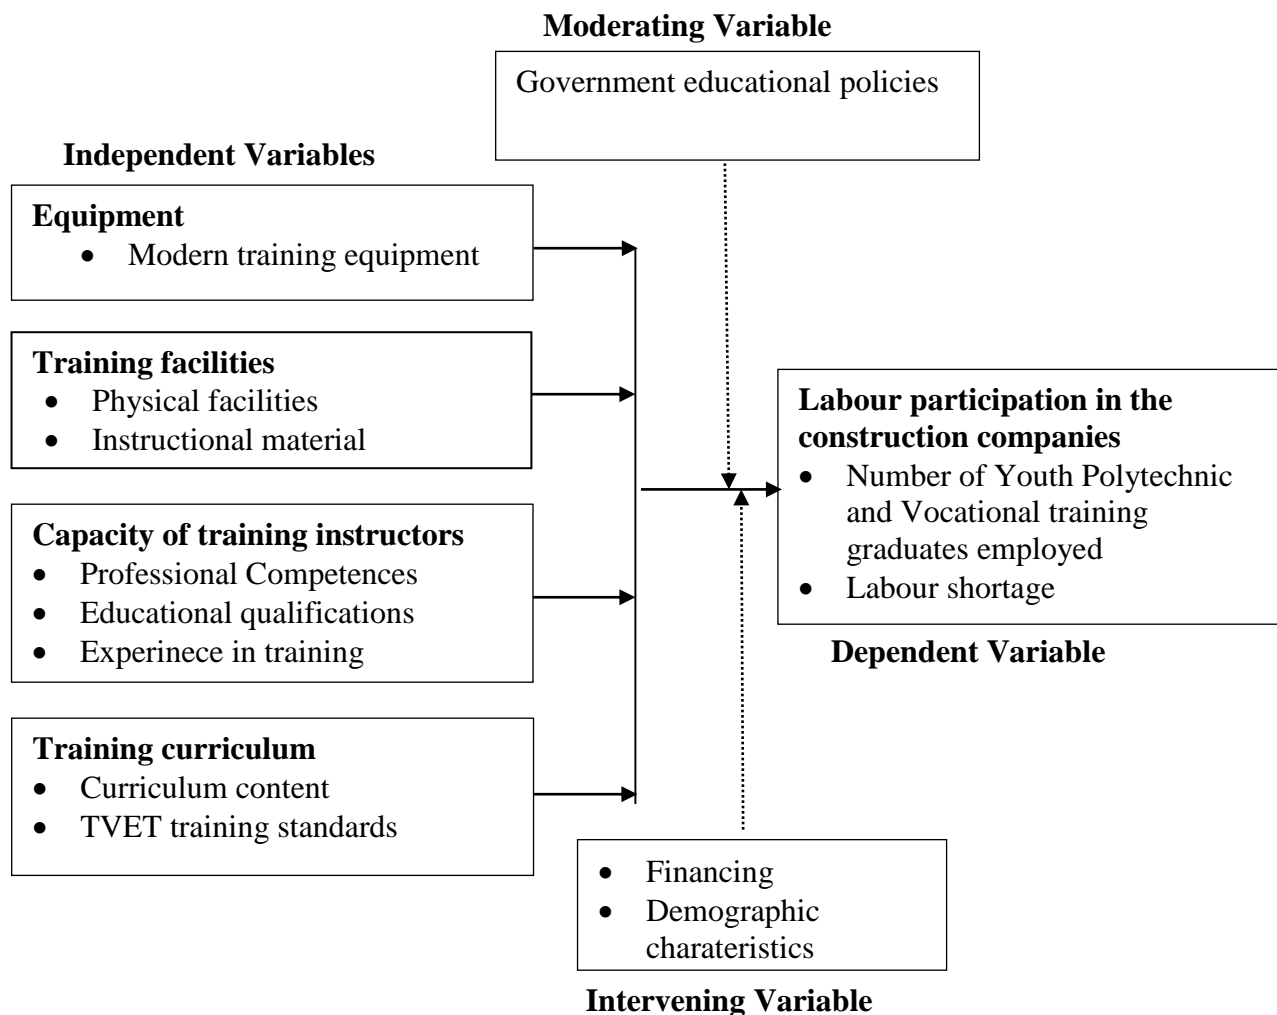 Moderating Variable
Government educational policies
Independent Variables
Equipment
• Modern training equipment
Training facilities
• Physical facilities
• Instructional material
Capacity of training instructors
• Professional Competences
• Educational qualifications
• Experinece in training
Training curriculum
• Curriculum content
• TVET training standards
Labour participation in the
construction companies
• Number of Youth Polytechnic
and Vocational training
graduates employed
• Labour shortage
Dependent Variable
• Financing
• Demographic
charateristics
Intervening Variable